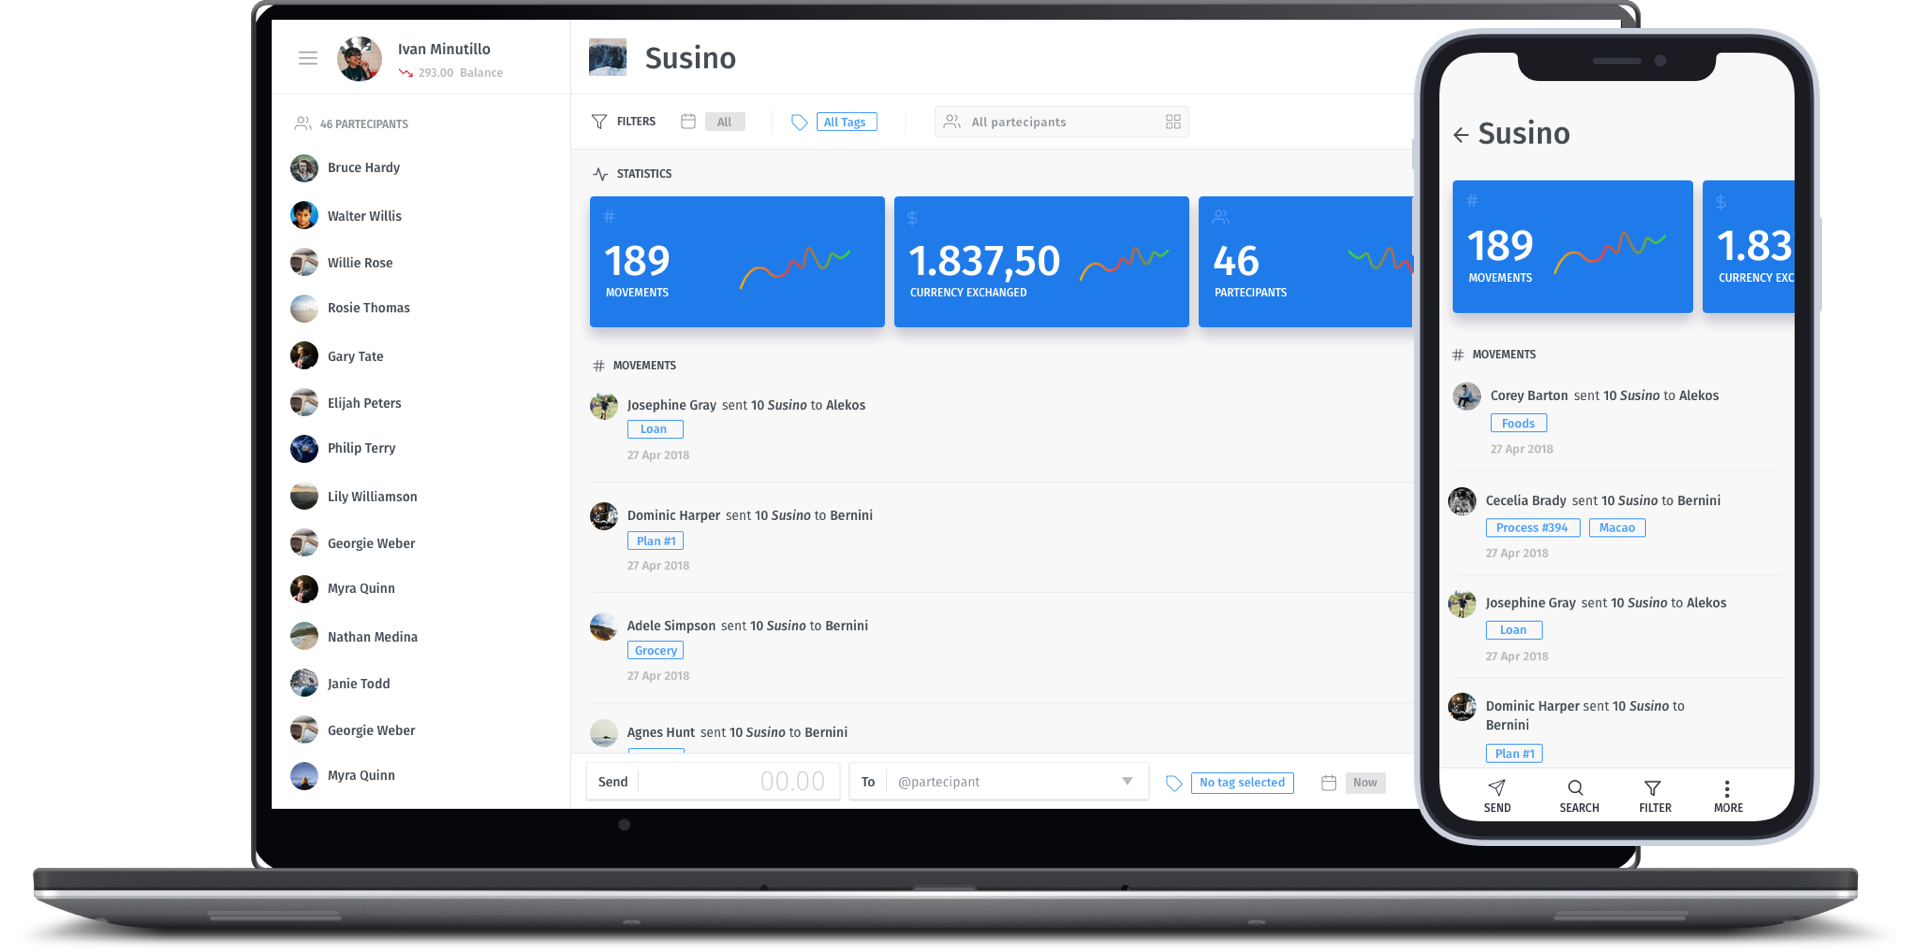 Ivan Minutillo
293.00 Balance
46 PARTECIPANTS
Bruce Hardy
Walter Willis
Willie Rose
Rosie Thomas
Gary Tate
Elijah Peters
Philip Terry
Lily Williamson
Georgie Weber
Myra Quinn
Nathan Medina
Janie Todd
Georgie Weber
Myra Quinn
Susino
FILTERS All All Tags All partecipants
STATISTICS
#
189
MOVEMENTS
$
1.837,50
CURRENCY EXCHANGED
46
PARTECIPANTS
# MOVEMENTS
Josephine Gray sent 10 Susino to Alekos
Loan
27 Apr 2018
Dominic Harper sent 10 Susino to Bernini
Plan #1
27 Apr 2018
Adele Simpson sent 10 Susino to Bernini
Grocery
27 Apr 2018
Agnes Hunt sent 10 Susino to Bernini
Send 00.00 To @partecipant No tag selected Now
← Susino
#
189
MOVEMENTS
$
1.83
CURRENCY EXC
# MOVEMENTS
Corey Barton sent 10 Susino to Alekos
Foods
27 Apr 2018
Cecelia Brady sent 10 Susino to Bernini
Process #394 Macao
27 Apr 2018
Josephine Gray sent 10 Susino to Alekos
Loan
27 Apr 2018
Dominic Harper sent 10 Susino to
Bernini
Plan #1
SEND SEARCH FILTER MORE